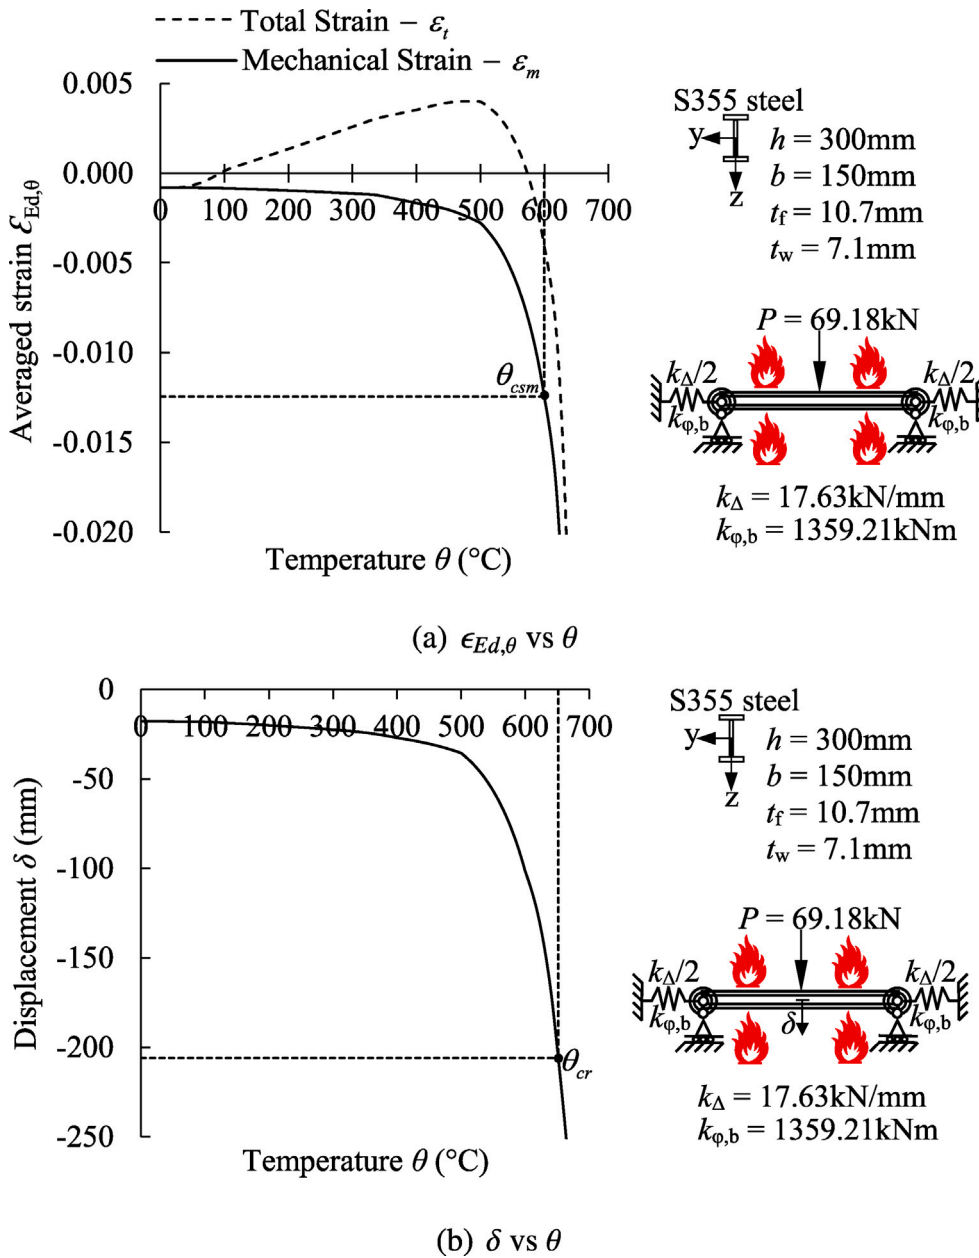 Total Strain – εt
Mechanical Strain – εm
0.005
0.000
-0.005
-0.010
-0.015
-0.020
0 100 200 300 400 500 600 700
Averaged strain ƐEd,θ
Temperature θ (°C)
θcsm
S355 steel
y
z
h = 300mm
b = 150mm
tf = 10.7mm
tw = 7.1mm
P = 69.18kN
kΔ/2
kΔ/2
kφ,b
kφ,b
kΔ = 17.63kN/mm
kφ,b = 1359.21kNm
(a) ϵEd,θ vs θ
0
-50
-100
-150
-200
-250
0 100 200 300 400 500 600 700
Displacement δ (mm)
Temperature θ (°C)
θcr
S355 steel
y
z
h = 300mm
b = 150mm
tf = 10.7mm
tw = 7.1mm
P = 69.18kN
kΔ/2
kΔ/2
kφ,b
δ
kφ,b
kΔ = 17.63kN/mm
kφ,b = 1359.21kNm
(b) δ vs θ